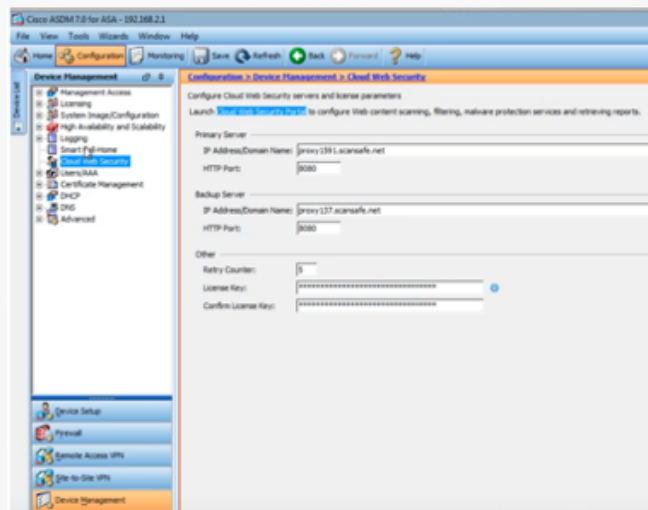 Cisco ASDM 7.0 for ASA - 192.168.2.1
File View Tools Wizards Window Help
Home Configuration Monitoring Save Refresh Back Forward Help
Device List
Device Management
Management Access
Licensing
System Image/Configuration
High Availability and Scalability
Logging
Smart Call-Home
Cloud Web Security
Users/AAA
Certificate Management
DHCP
DNS
Advanced
Device Setup
Firewall
Remote Access VPN
Site-to-Site VPN
Device Management
Configuration > Device Management > Cloud Web Security
Configure Cloud Web Security servers and license parameters
Launch Cloud Web Security Portal to configure Web content scanning, filtering, malware protection services and retrieving reports.
Primary Server
IP Address/Domain Name: proxy1591.scansafe.net
HTTP Port: 8080
Backup Server
IP Address/Domain Name: proxy137.scansafe.net
HTTP Port: 8080
Other
Retry Counter: 5
License Key: ********************************
Confirm License Key: ********************************